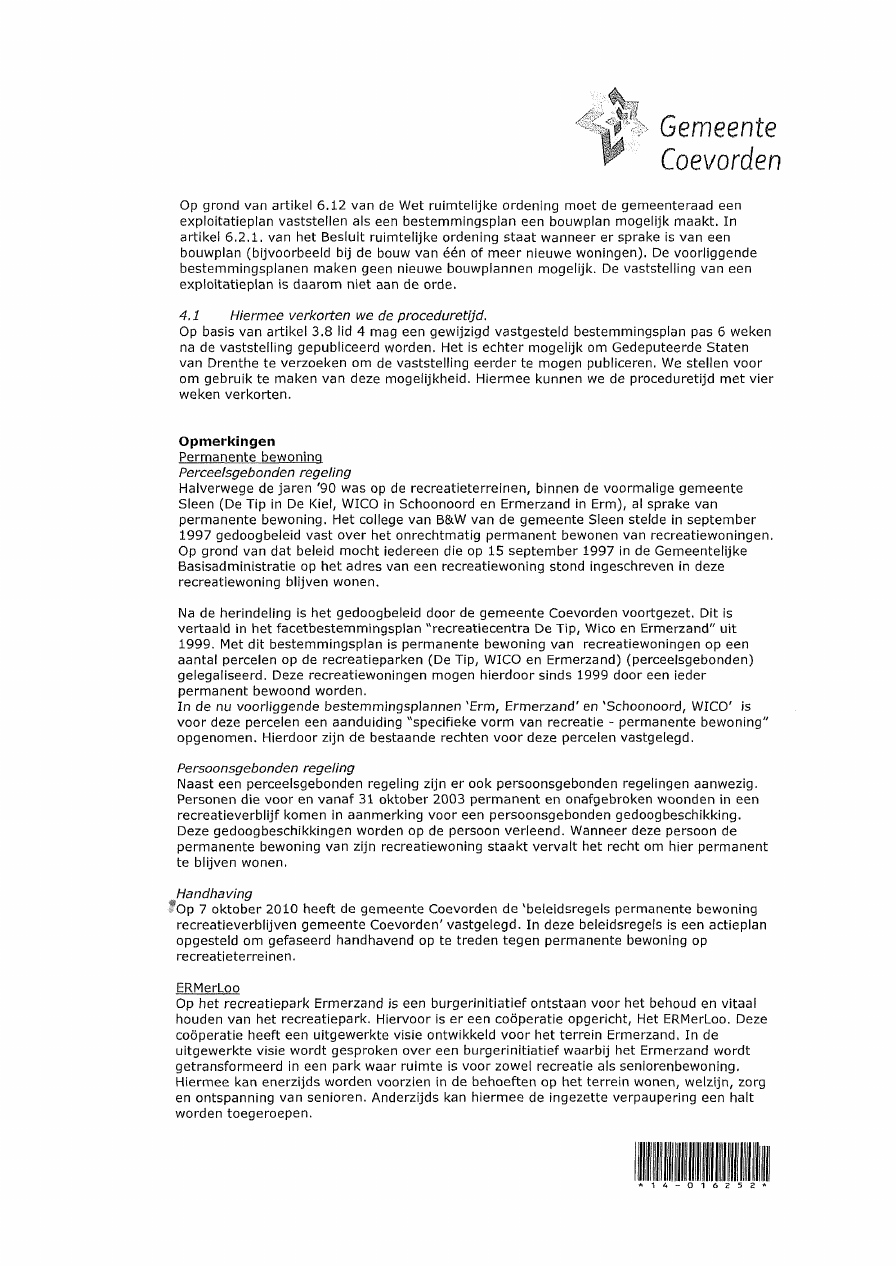 Gemeente
Coevorden
Op grond van artikel 6.12 van de Wet ruimtelijke ordening moet de gemeenteraad een
exploitatieplan vaststellen als een bestemmingsplan een bouwplan mogelijk maakt. In
artikel 6.2.1. van het Besluit ruimtelijke ordening staat wanneer er sprake is van een
bouwplan (bijvoorbeeld bij de bouw van één of meer nieuwe woningen). De voorliggende
bestemmingsplanen maken geen nieuwe bouwplannen mogelijk. De vaststelling van een
exploitatieplan is daarom niet aan de orde.
4.1 Hiermee verkorten we de proceduretijd.
Op basis van artikel 3.8 lid 4 mag een gewijzigd vastgesteld bestemmingsplan pas 6 weken
na de vaststelling gepubliceerd worden. Het is echter mogelijk om Gedeputeerde Staten
van Drenthe te verzoeken om de vaststelling eerder te mogen publiceren. We stellen voor
om gebruik te maken van deze mogelijkheid. Hiermee kunnen we de proceduretijd met vier
weken verkorten.
Opmerkingen
Permanente bewoning
Perceelsgebonden regeling
Halverwege de jaren '90 was op de recreatieterreinen, binnen de voormalige gemeente
Sleen (De Tip in De Kiel, WICO in Schoonoord en Ermerzand in Erm), al sprake van
permanente bewoning. Het college van B&W van de gemeente Sleen stelde in september
1997 gedoogbeleid vast over het onrechtmatig permanent bewonen van recreatiewoningen.
Op grond van dat beleid mocht iedereen die op 15 september 1997 in de Gemeentelijke
Basisadministratie op het adres van een recreatiewoning stond ingeschreven in deze
recreatiewoning blijven wonen.
Na de herindeling is het gedoogbeleid door de gemeente Coevorden voortgezet. Dit is
vertaald in het facetbestemmingsplan "recreatiecentra De Tip, Wico en Ermerzand" uit
1999. Met dit bestemmingsplan is permanente bewoning van recreatiewoningen op een
aantal percelen op de recreatieparken (De Tip, WICO en Ermerzand) (perceelsgebonden)
gelegaliseerd. Deze recreatiewoningen mogen hierdoor sinds 1999 door een ieder
permanent bewoond worden.
In de nu voorliggende bestemmingsplannen 'Erm, Ermerzand' en 'Schoonoord, WICO' is
voor deze percelen een aanduiding "specifieke vorm van recreatie - permanente bewoning"
opgenomen. Hierdoor zijn de bestaande rechten voor deze percelen vastgelegd.
Persoonsgebonden regeling
Naast een perceelsgebonden regeling zijn er ook persoonsgebonden regelingen aanwezig.
Personen die voor en vanaf 31 oktober 2003 permanent en onafgebroken woonden in een
recreatieverblijf komen in aanmerking voor een persoonsgebonden gedoogbeschikking.
Deze gedoogbeschikkingen worden op de persoon verleend. Wanneer deze persoon de
permanente bewoning van zijn recreatiewoning staakt vervalt het recht om hier permanent
te blijven wonen.
Handhaving
Op 7 oktober 2010 heeft de gemeente Coevorden de 'beleidsregels permanente bewoning
recreatieverblijven gemeente Coevorden' vastgelegd. In deze beleidsregels is een actieplan
opgesteld om gefaseerd handhavend op te treden tegen permanente bewoning op
recreatieterreinen.
ERMerLoo
Op het recreatiepark Ermerzand is een burgerinitiatief ontstaan voor het behoud en vitaal
houden van het recreatiepark. Hiervoor is er een coöperatie opgericht, Het ERMerLoo. Deze
coöperatie heeft een uitgewerkte visie ontwikkeld voor het terrein Ermerzand. In de
uitgewerkte visie wordt gesproken over een burgerinitiatief waarbij het Ermerzand wordt
getransformeerd in een park waar ruimte is voor zowel recreatie als seniorenbewoning.
Hiermee kan enerzijds worden voorzien in de behoeften op het terrein wonen, welzijn, zorg
en ontspanning van senioren. Anderzijds kan hiermee de ingezette verpaupering een halt
worden toegeroepen.
*14-016252*